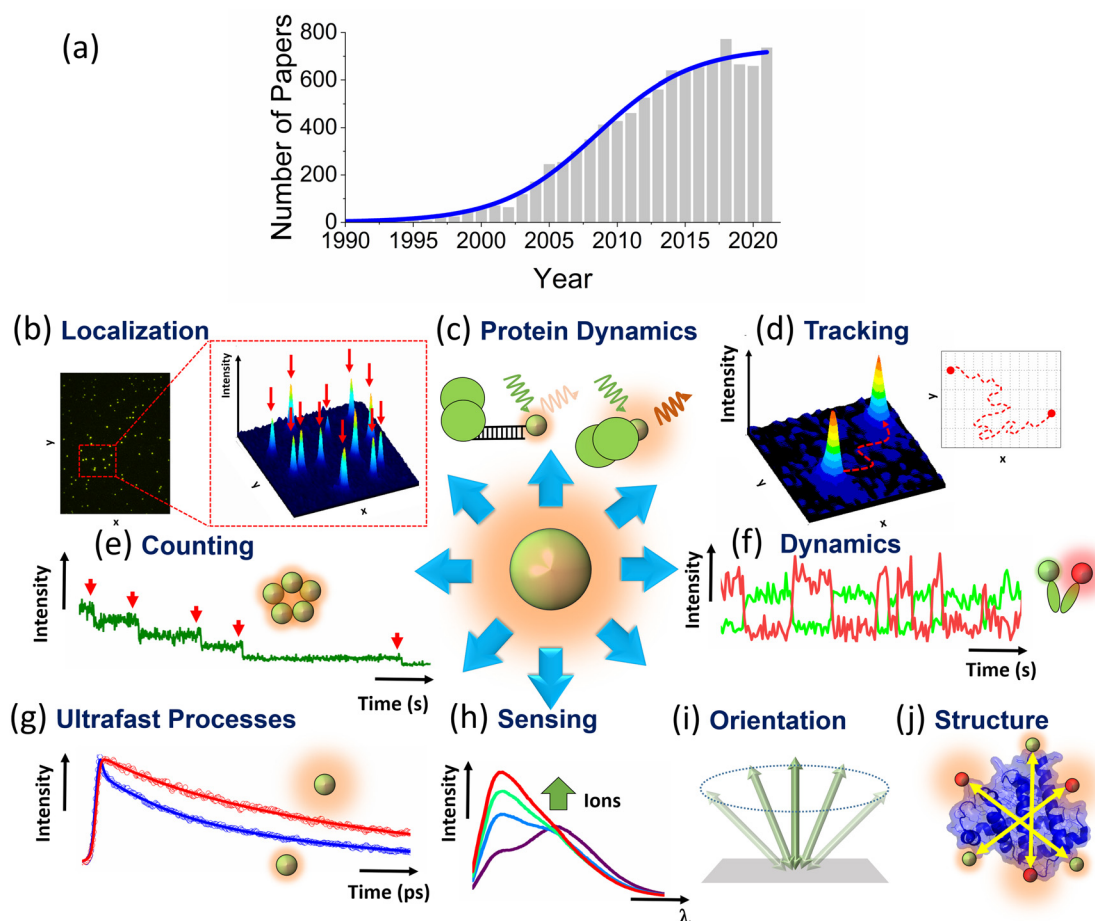 (a)
Number of Papers
800
600
400
200
0
1990 1995 2000 2005 2010 2015 2020
Year
(b) Localization
y
x
Intensity
y
x
(c) Protein Dynamics
(d) Tracking
Intensity
y
x
y
x
(e) Counting
Intensity
Time (s)
(f) Dynamics
Intensity
Time (s)
(g) Ultrafast Processes
Intensity
Time (ps)
(h) Sensing
Intensity
Ions
λ
(i) Orientation
(j) Structure